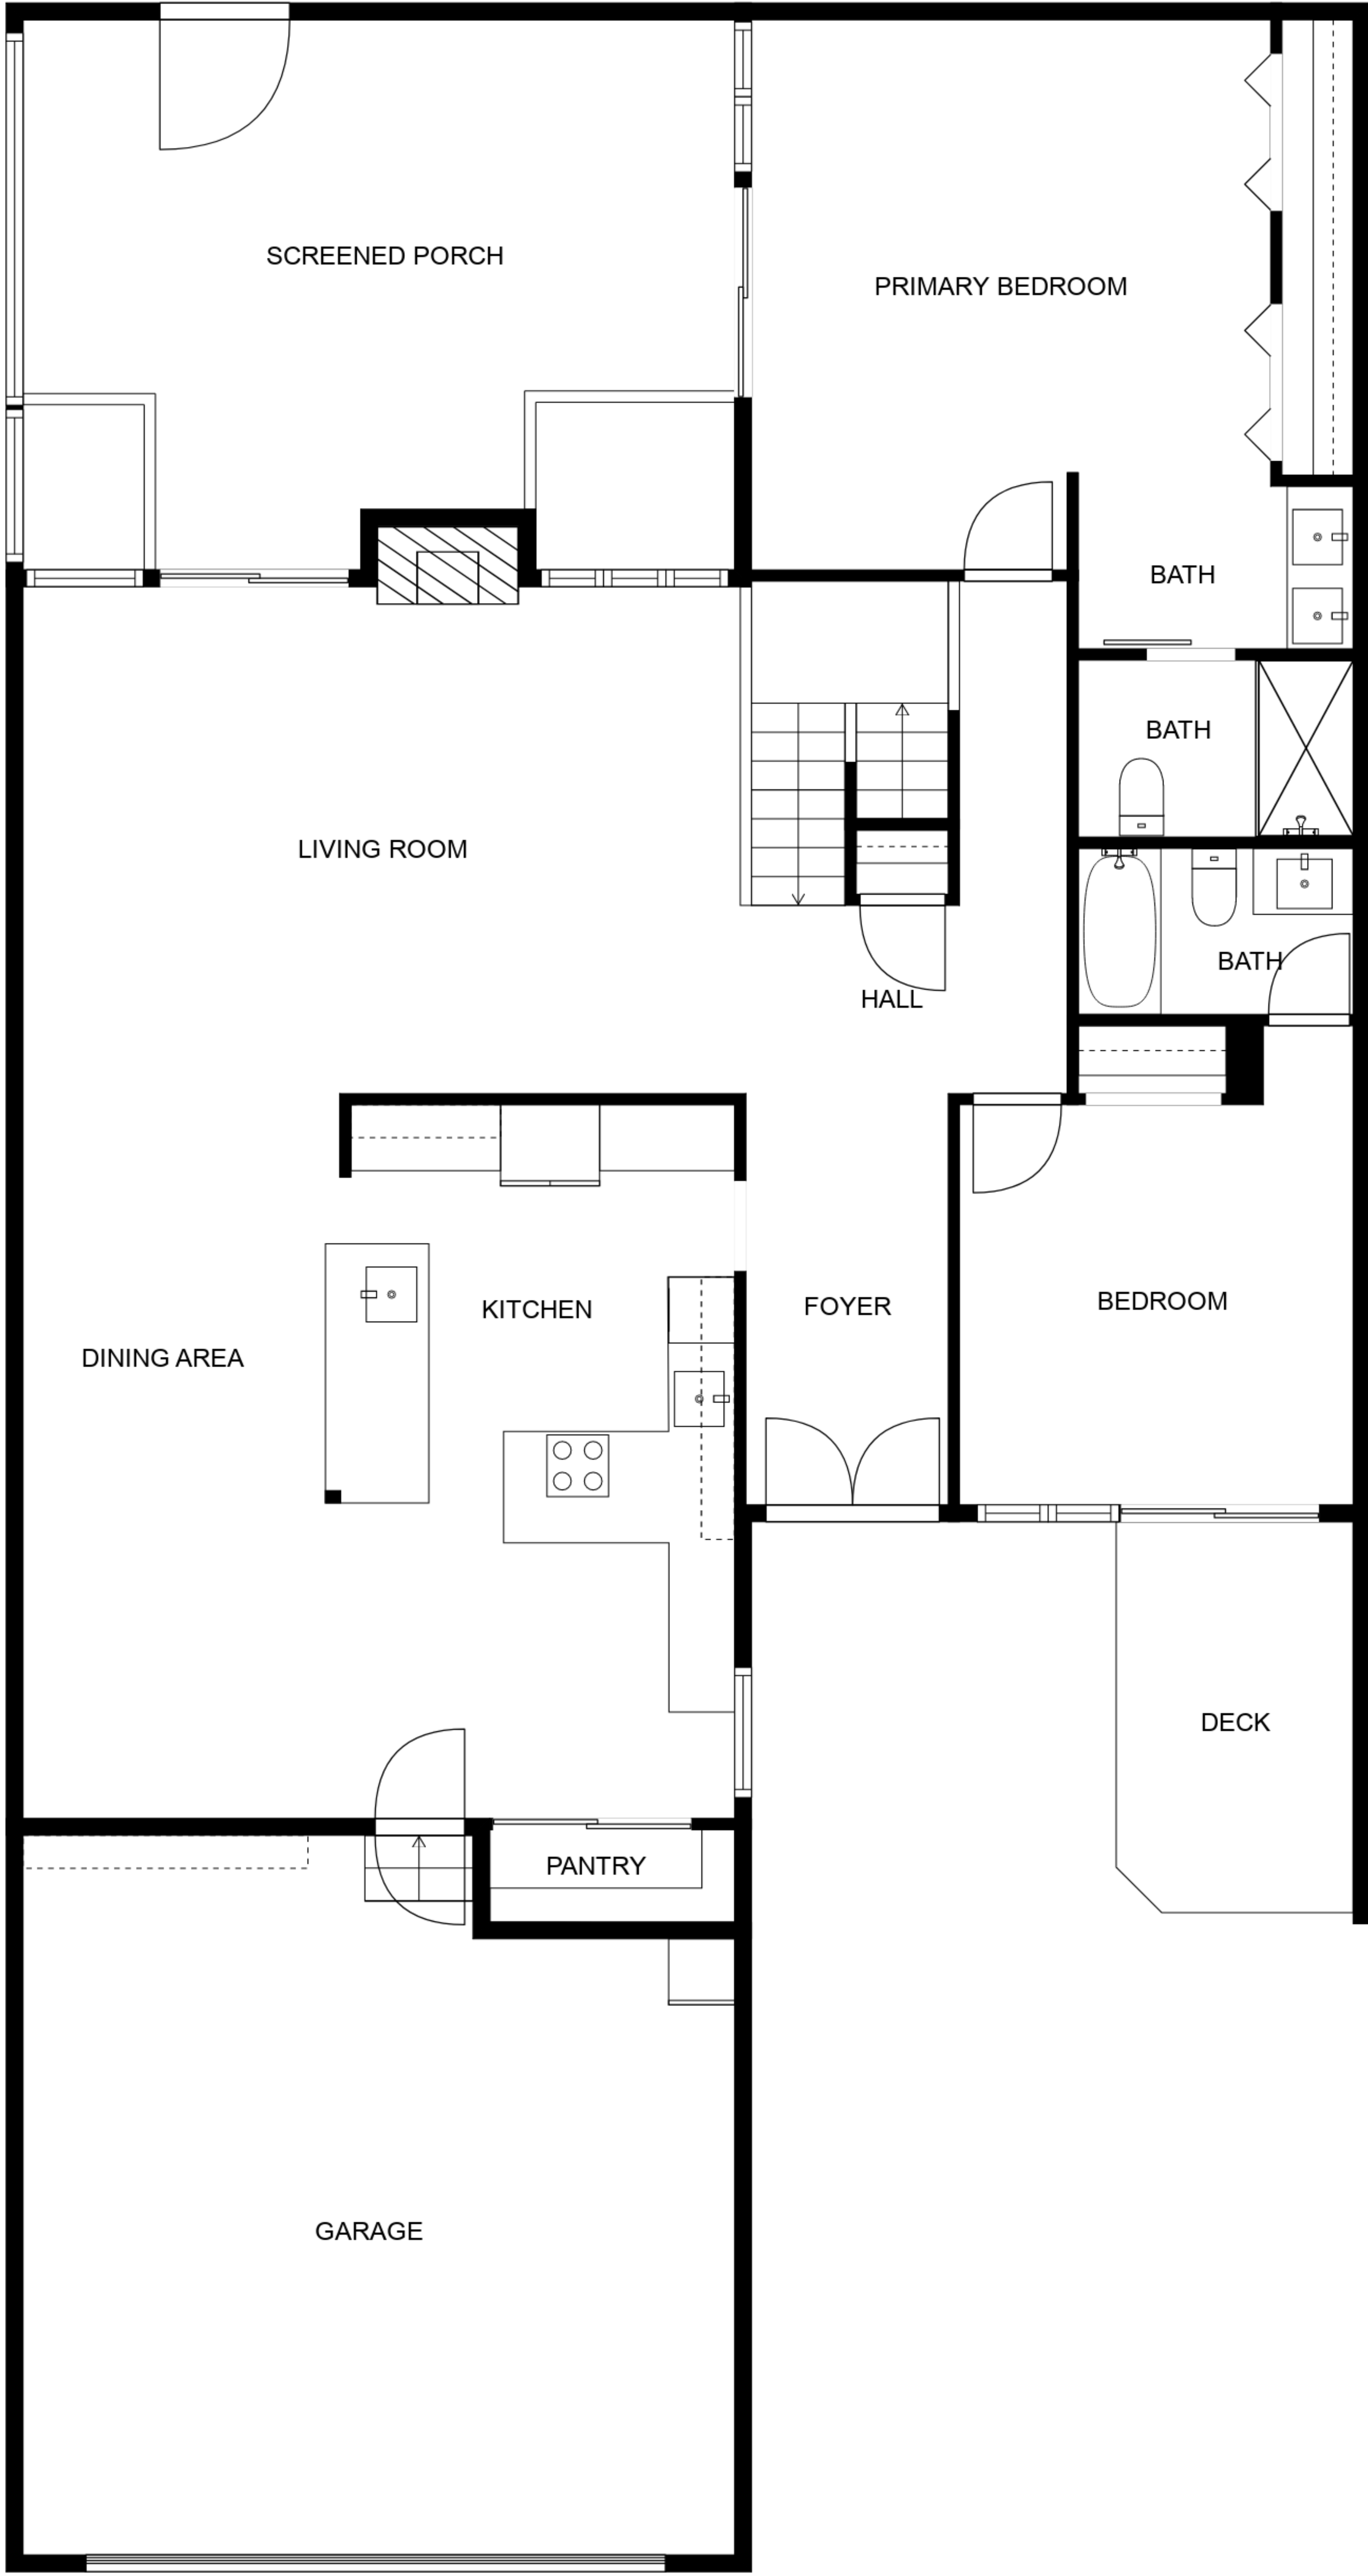 SCREENED PORCH
PRIMARY BEDROOM
BATH
BATH
LIVING ROOM
BATH
HALL
BEDROOM
FOYER
KITCHEN
DINING AREA
DECK
PANTRY
GARAGE